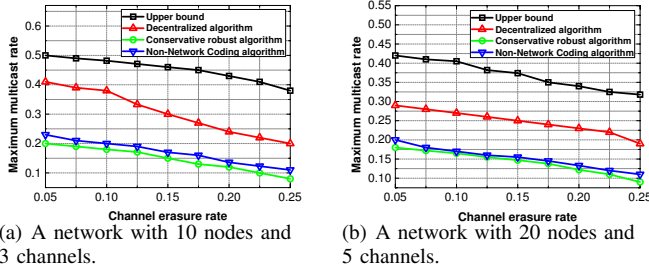 Maximum multicast rate
0.6
0.5
0.4
0.3
0.2
0.1
Upper bound
Decentralized algorithm
Conservative robust algorithm
Non-Network Coding algorithm
0.05
0.10
0.15
0.20
0.25
Channel erasure rate
(a) A network with 10 nodes and
3 channels.
Maximum multicast rate
0.55
0.50
0.45
0.40
0.35
0.30
0.25
0.20
0.15
0.10
Upper bound
Decentralized algorithm
Conservative robust algorithm
Non-Network Coding algorithm
0.05
0.10
0.15
0.20
0.25
Channel erasure rate
(b) A network with 20 nodes and
5 channels.